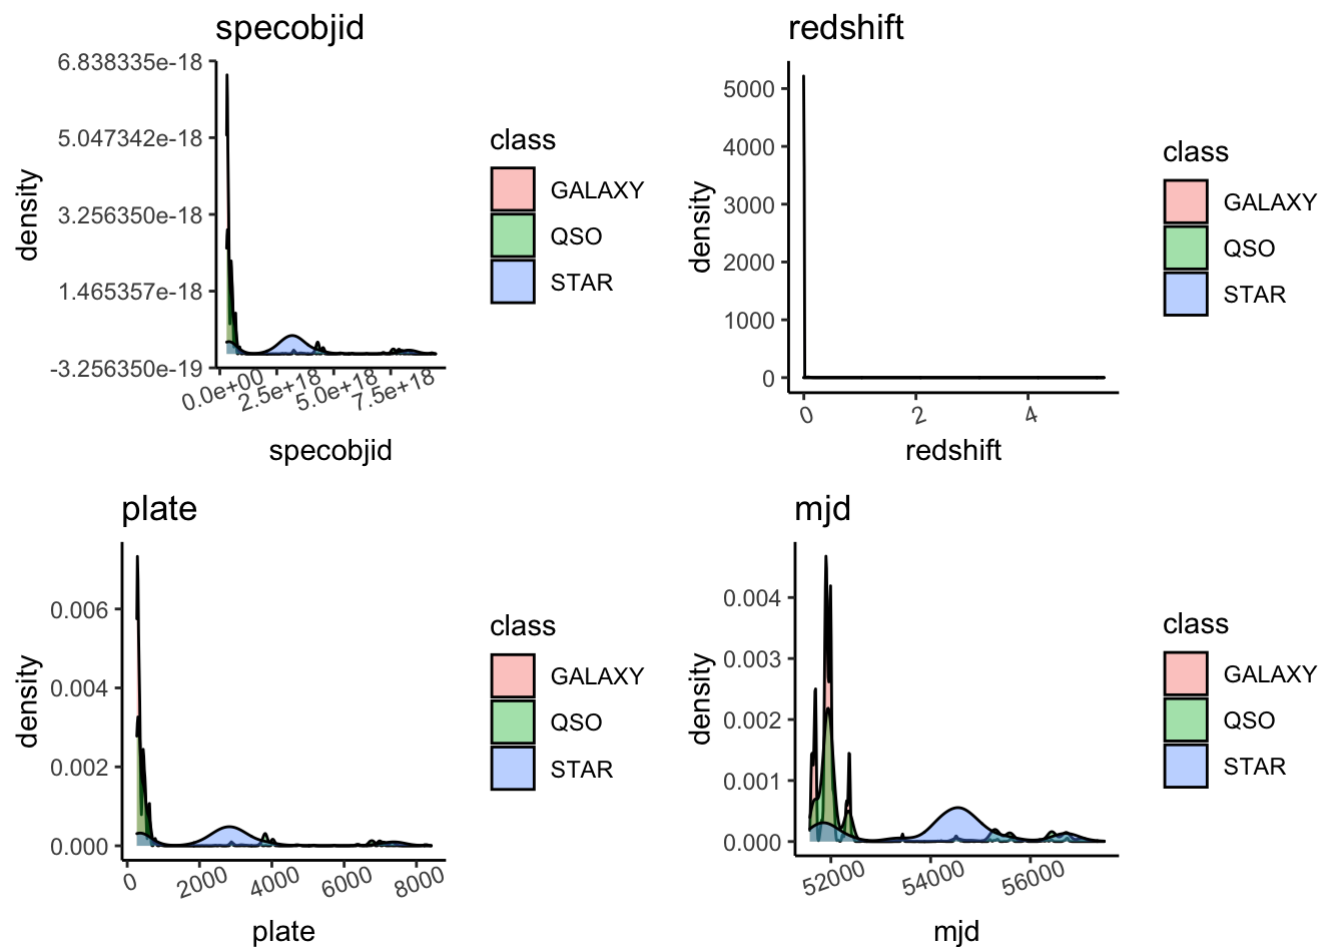 specobjid
density
6.838335e-18
5.047342e-18
3.256350e-18
1.465357e-18
-3.256350e-19
0.0e+00
2.5e+18
5.0e+18
7.5e+18
specobjid
class
GALAXY
QSO
STAR
redshift
density
5000
4000
3000
2000
1000
0
0
2
4
redshift
class
GALAXY
QSO
STAR
plate
density
0.006
0.004
0.002
0.000
0
2000
4000
6000
8000
plate
class
GALAXY
QSO
STAR
mjd
density
0.004
0.003
0.002
0.001
0.000
52000
54000
56000
mjd
class
GALAXY
QSO
STAR